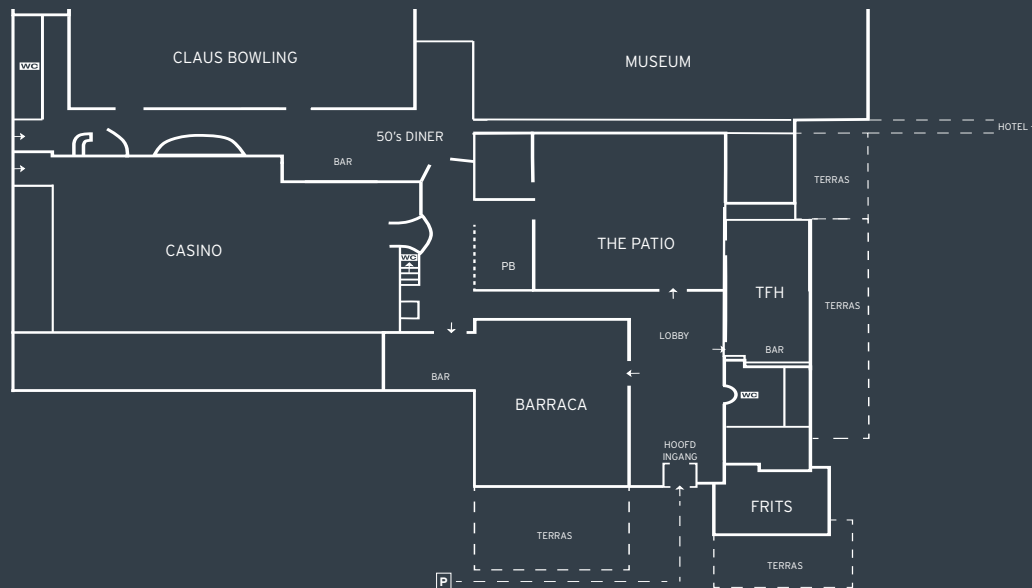 CLAUS BOWLING
MUSEUM
WC
HOTEL
50's DINER
BAR
TERRAS
CASINO
THE PATIO
WC
PB
TFH
TERRAS
LOBBY
BAR
BAR
BARRACA
WC
HOOFD
INGANG
FRITS
TERRAS
TERRAS
P